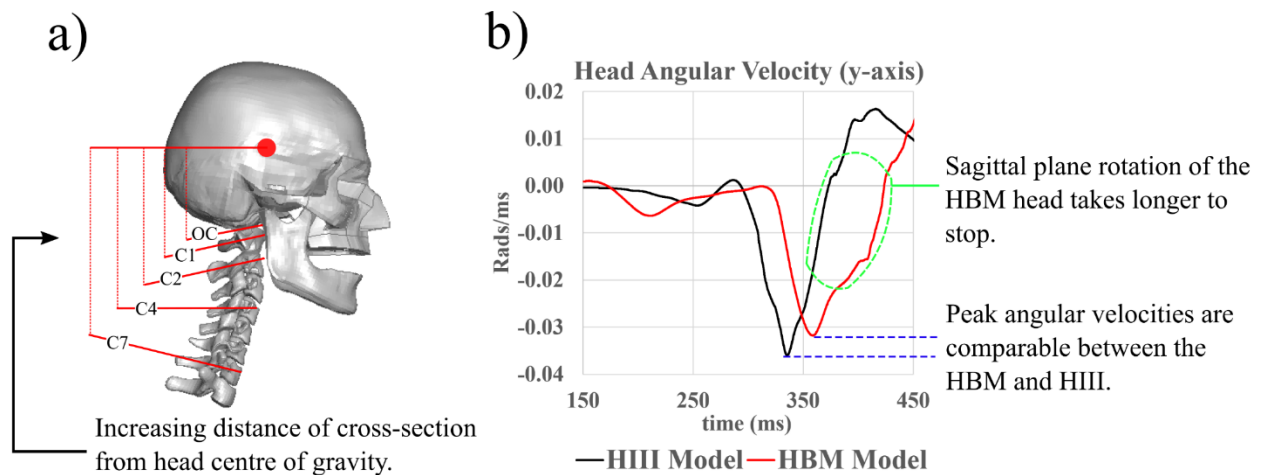 a)
OC
C1
C2
C4
C7
Increasing distance of cross-section
from head centre of gravity.
b)
Head Angular Velocity (y-axis)
0.02
0.01
0.00
-0.01
-0.02
-0.03
-0.04
Rads/ms
150
250
350
450
time (ms)
HIII Model
HBM Model
Sagittal plane rotation of the
HBM head takes longer to
stop.
Peak angular velocities are
comparable between the
HBM and HIII.